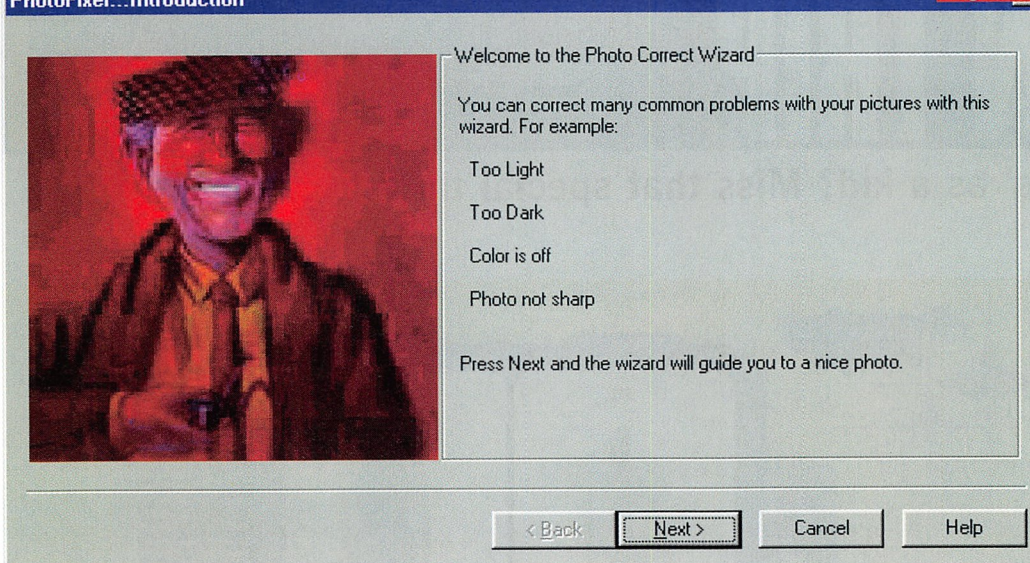 Introduction
Welcome to the Photo Correct Wizard
You can correct many common problems with your pictures with this
wizard. For example:
Too Light
Too Dark
Color is off
Photo not sharp
Press Next and the wizard will guide you to a nice photo.
< Back
Next >
Cancel
Help